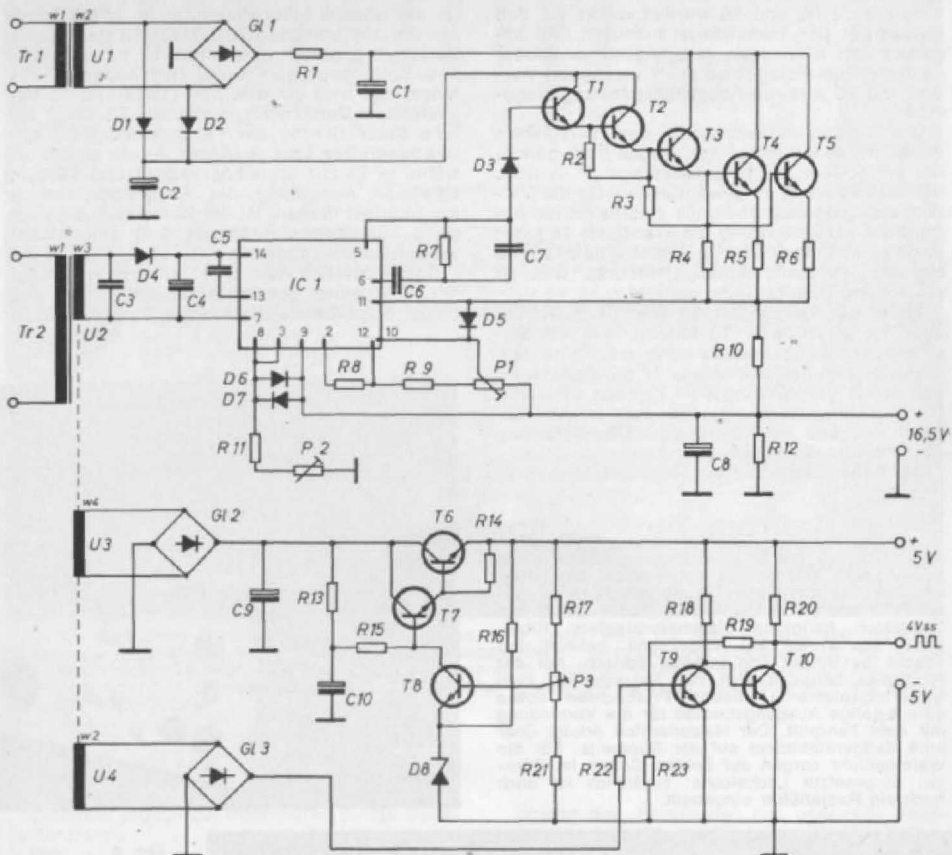 w1 w2
Tr 1
U1
Gl 1
R1
C1
D1
D2
C2
T1
T2
T3
T4
T5
R2
R3
D3
C7
R7
R4
R5
R6
w1 w3
Tr 2
U2
D4
C3
C4
C5
14
13
7
IC 1
5
6
11
C6
8 3 9 2 12 10
D5
D6
D7
R8
R 9
P1
R 10
R 11
P 2
C8
R12
+
16,5V
-
w4
U3
Gl 2
C9
R13
C10
R15
T6
T7
T8
R14
R16
R17
P3
R18
R19
R20
T9
T 10
+
5V
4Vss
-
5V
w2
U4
Gl 3
D8
R21
R 22
R23